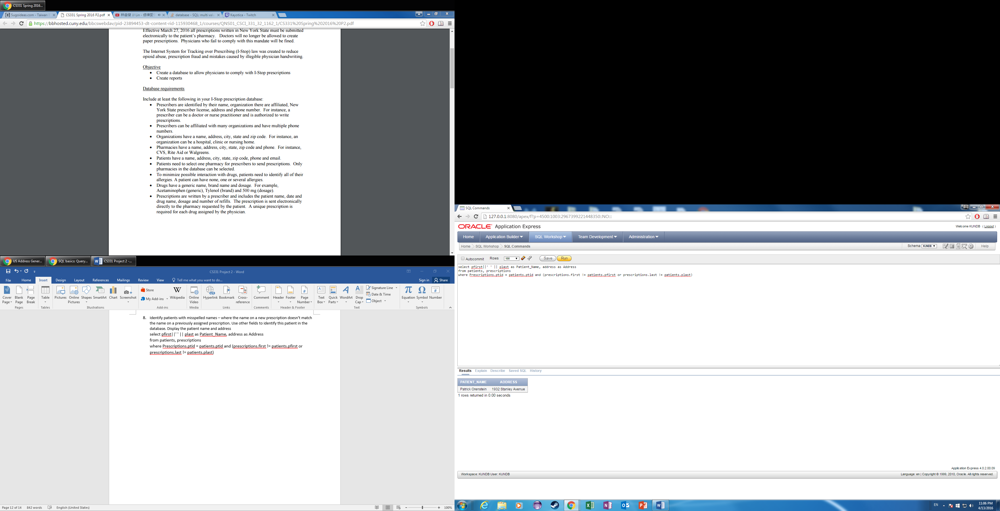 CS331 Spring 2016...
Sugoideas.com - Taiwan
CS331 Spring 2016 P2.pdf
林俊傑 JJ Lin - 修煉愛
database - SQL: multi val
Kayotica - Twitch
https://bbhosted.cuny.edu/bbcswebdav/pid-23894453-dt-content-rid-115930468_1/courses/QNS01_CSCI_331_32_1162_1/CS331%20Spring%202016%20P2.pdf
Effective March 27, 2016 all prescriptions written in New York State must be submitted
electronically to the patient's pharmacy. Doctors will no longer be allowed to create
paper prescriptions. Physicians who fail to comply with this mandate will be fined.
The Internet System for Tracking over Prescribing (I-Stop) law was created to reduce
opioid abuse, prescription fraud and mistakes caused by illegible physician handwriting.
Objective
• Create a database to allow physicians to comply with I-Stop prescriptions
• Create reports
Database requirements
Include at least the following in your I-Stop prescription database:
• Prescribers are identified by their name, organization there are affiliated, New
York State prescriber license, address and phone number. For instance, a
prescriber can be a doctor or nurse practitioner and is authorized to write
prescriptions.
• Prescribers can be affiliated with many organizations and have multiple phone
numbers.
• Organizations have a name, address, city, state and zip code. For instance, an
organization can be a hospital, clinic or nursing home.
• Pharmacies have a name, address, city, state, zip code and phone. For instance,
CVS, Rite Aid or Walgreens.
• Patients have a name, address, city, state, zip code, phone and email.
• Patients need to select one pharmacy for prescribers to send prescriptions. Only
pharmacies in the database can be selected.
• To minimize possible interaction with drugs, patients need to identify all of their
allergies. A patient can have none, one or several allergies.
• Drugs have a generic name, brand name and dosage. For example,
Acetaminophen (generic), Tylenol (brand) and 500 mg (dosage).
• Prescriptions are written by a prescriber and includes the patient name, date and
drug name, dosage and number of refills. The prescription is sent electronically
directly to the pharmacy requested by the patient. A unique prescription is
required for each drug assigned by the physician.
US Address Gener...
SQL basics: Query...
CS331 Project 2 -...
CS331 Project 2 - Word
File Home Insert Design Layout References Mailings Review View Tell me what you want to do... Sign in Share
Cover Page
Blank Page
Page Break
Pages
Table
Tables
Pictures
Online Pictures
Shapes
SmartArt
Chart
Screenshot
Illustrations
Store
My Add-ins
Wikipedia
Add-ins
Online Video
Media
Hyperlink
Bookmark
Cross-reference
Links
Comment
Comments
Header
Footer
Page Number
Header & Footer
Text Box
Quick Parts
WordArt
Drop Cap
Signature Line
Date & Time
Object
Text
Equation
Symbol
Number
Symbols
8. Identify patients with misspelled names – where the name on a new prescription doesn't match
the name on a previously assigned prescription. Use other fields to identify this patient in the
database. Display the patient name and address
select pfirst||' ' || plast as Patient_Name, address as Address
from patients, prescriptions
where Prescriptions.ptid = patients.ptid and (prescriptions.first != patients.pfirst or
prescriptions.last != patients.plast)
Page 12 of 14 842 words English (United States) 100%
SQL Commands
127.0.0.1:8080/apex/f?p=4500:1003:2967399221448350::NO:::
ORACLE Application Express
Welcome KUNDB ( Logout )
Home Application Builder SQL Workshop Team Development Administration
Home SQL Workshop SQL Commands
Schema KUNDB Help
Autocommit Rows 100 Save Run
select pfirst||' ' || plast as Patient_Name, address as Address
from patients, prescriptions
where Prescriptions.ptid = patients.ptid and (prescriptions.first != patients.pfirst or prescriptions.last != patients.plast)
Results Explain Describe Saved SQL History
PATIENT_NAME ADDRESS
Patrick Orenstein 1932 Stanley Avenue
1 rows returned in 0.00 seconds
Application Express 4.0.2.00.09
Workspace: KUNDB User: KUNDB
Language: en | Copyright © 1999, 2010, Oracle. All rights reserved.
EN
11:06 PM
4/13/2016